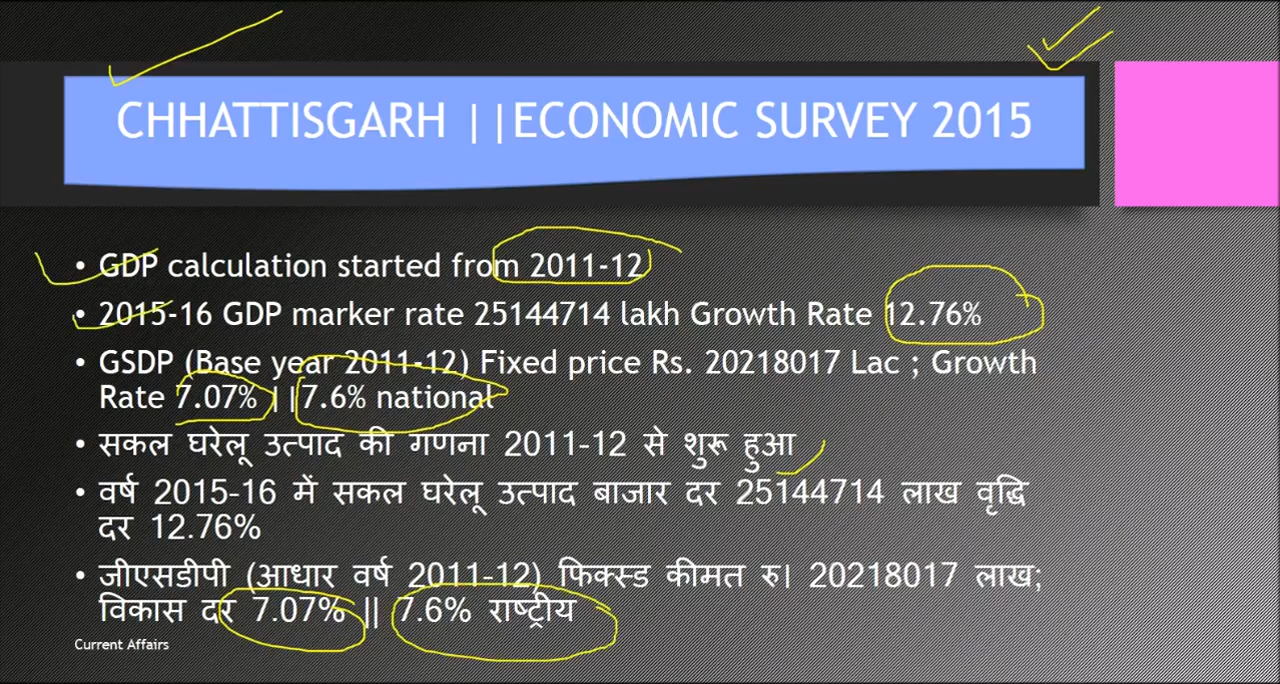 CHHATTISGARH ||ECONOMIC SURVEY 2015
• GDP calculation started from 2011-12
• 2015-16 GDP marker rate 25144714 lakh Growth Rate 12.76%
• GSDP (Base year 2011-12) Fixed price Rs. 20218017 Lac ; Growth
Rate 7.07% ||7.6% national
• सकल घरेलू उत्पाद की गणना 2011-12 से शुरू हुआ
• वर्ष 2015-16 में सकल घरेलू उत्पाद बाजार दर 25144714 लाख वृद्धि
दर 12.76%
• जीएसडीपी (आधार वर्ष 2011-12) फिक्स्ड कीमत रु। 20218017 लाख;
विकास दर 7.07% || 7.6% राष्ट्रीय
Current Affairs